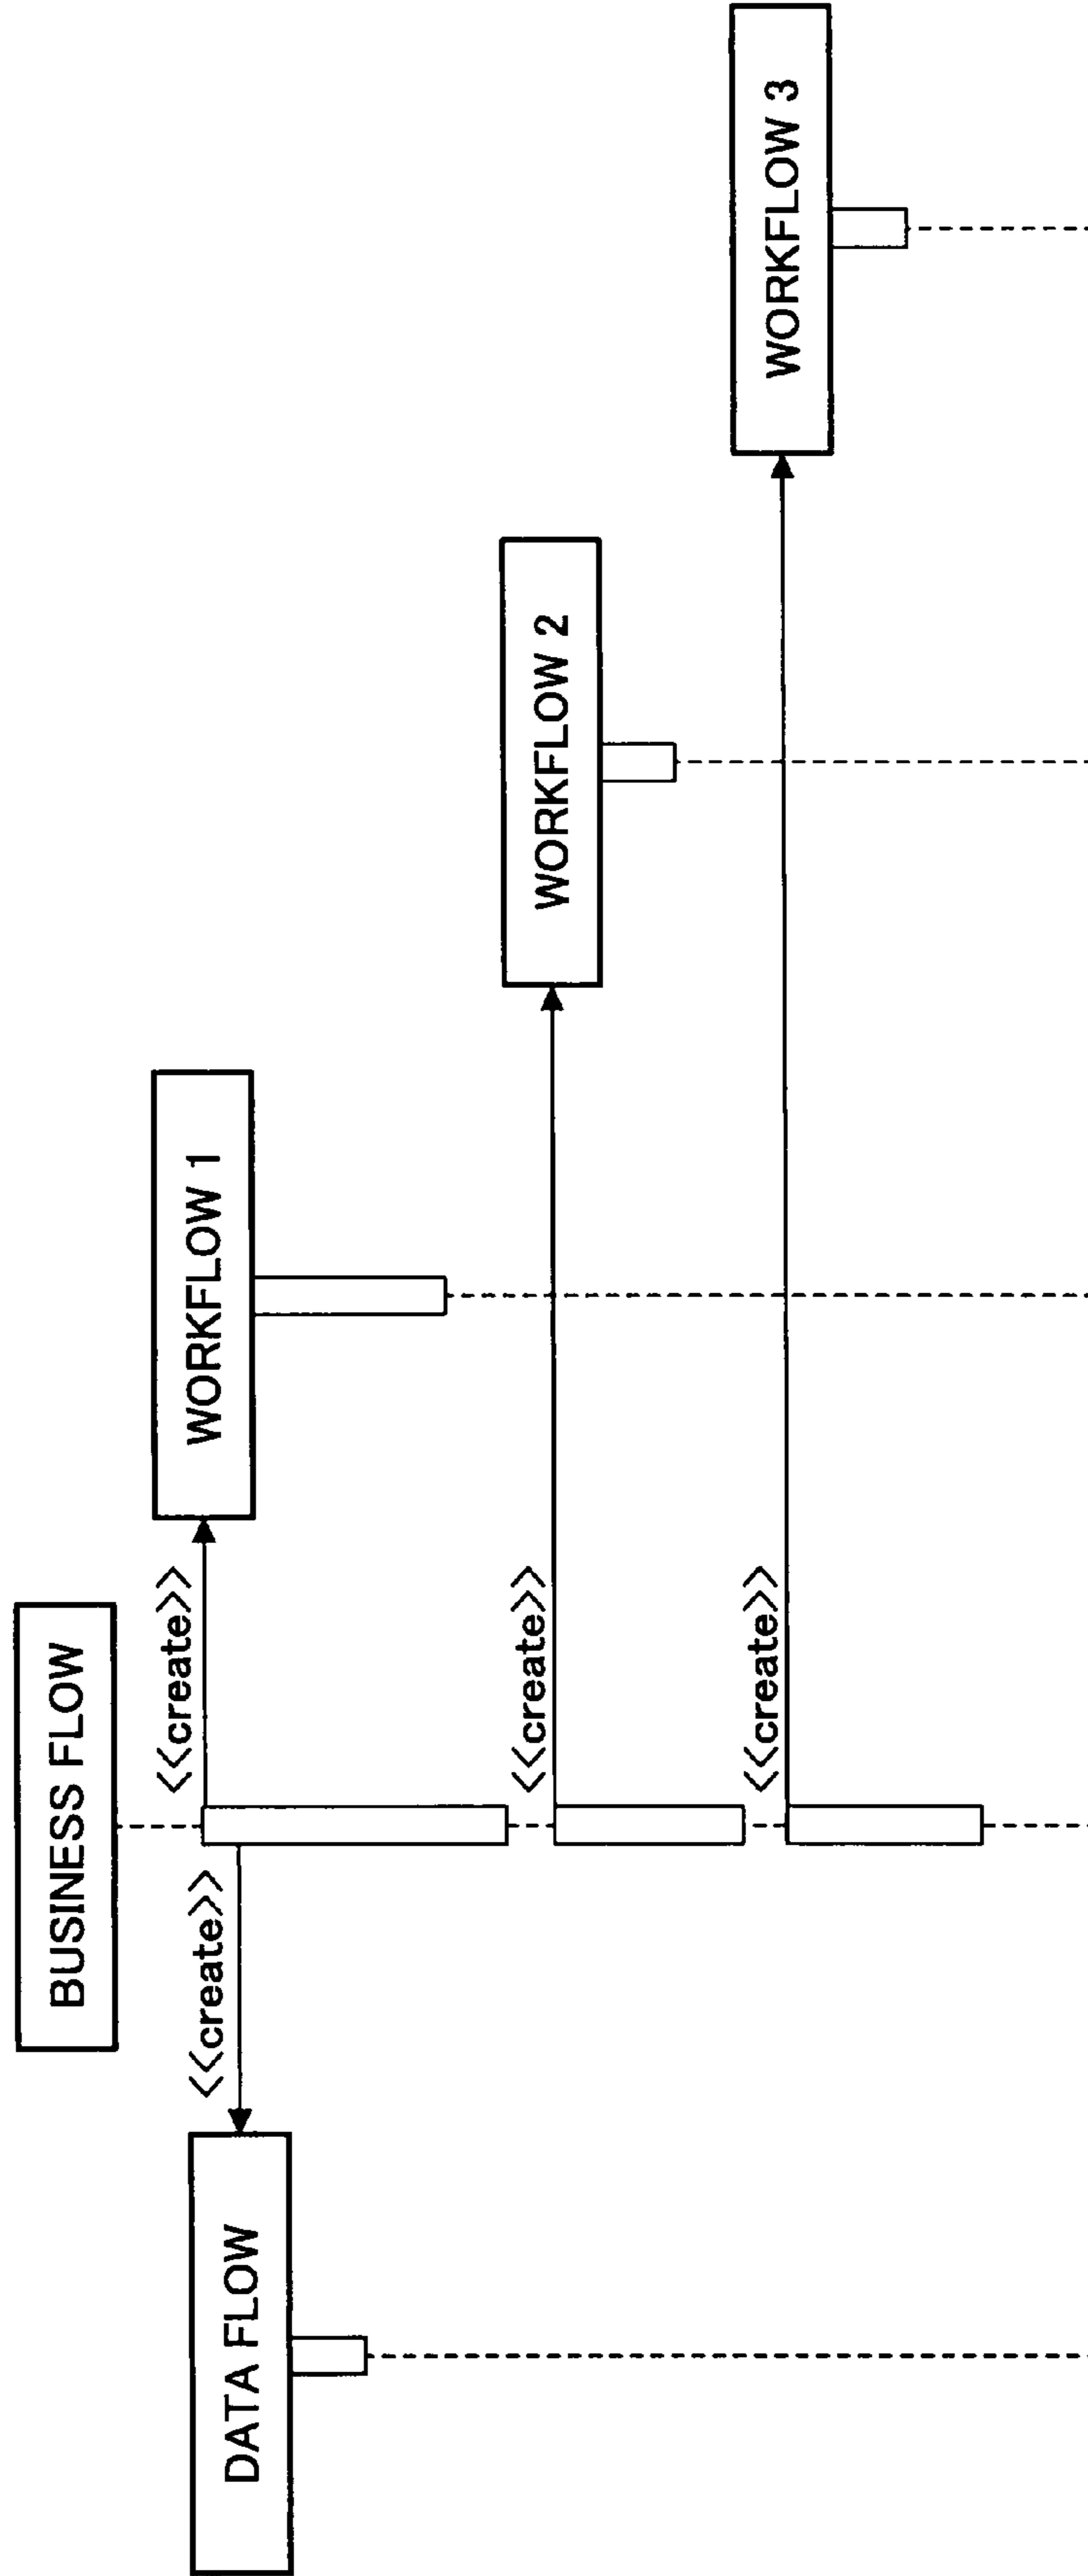 BUSINESS FLOW
<<create>>
WORKFLOW 1
<<create>>
DATA FLOW
<<create>>
WORKFLOW 2
<<create>>
WORKFLOW 3